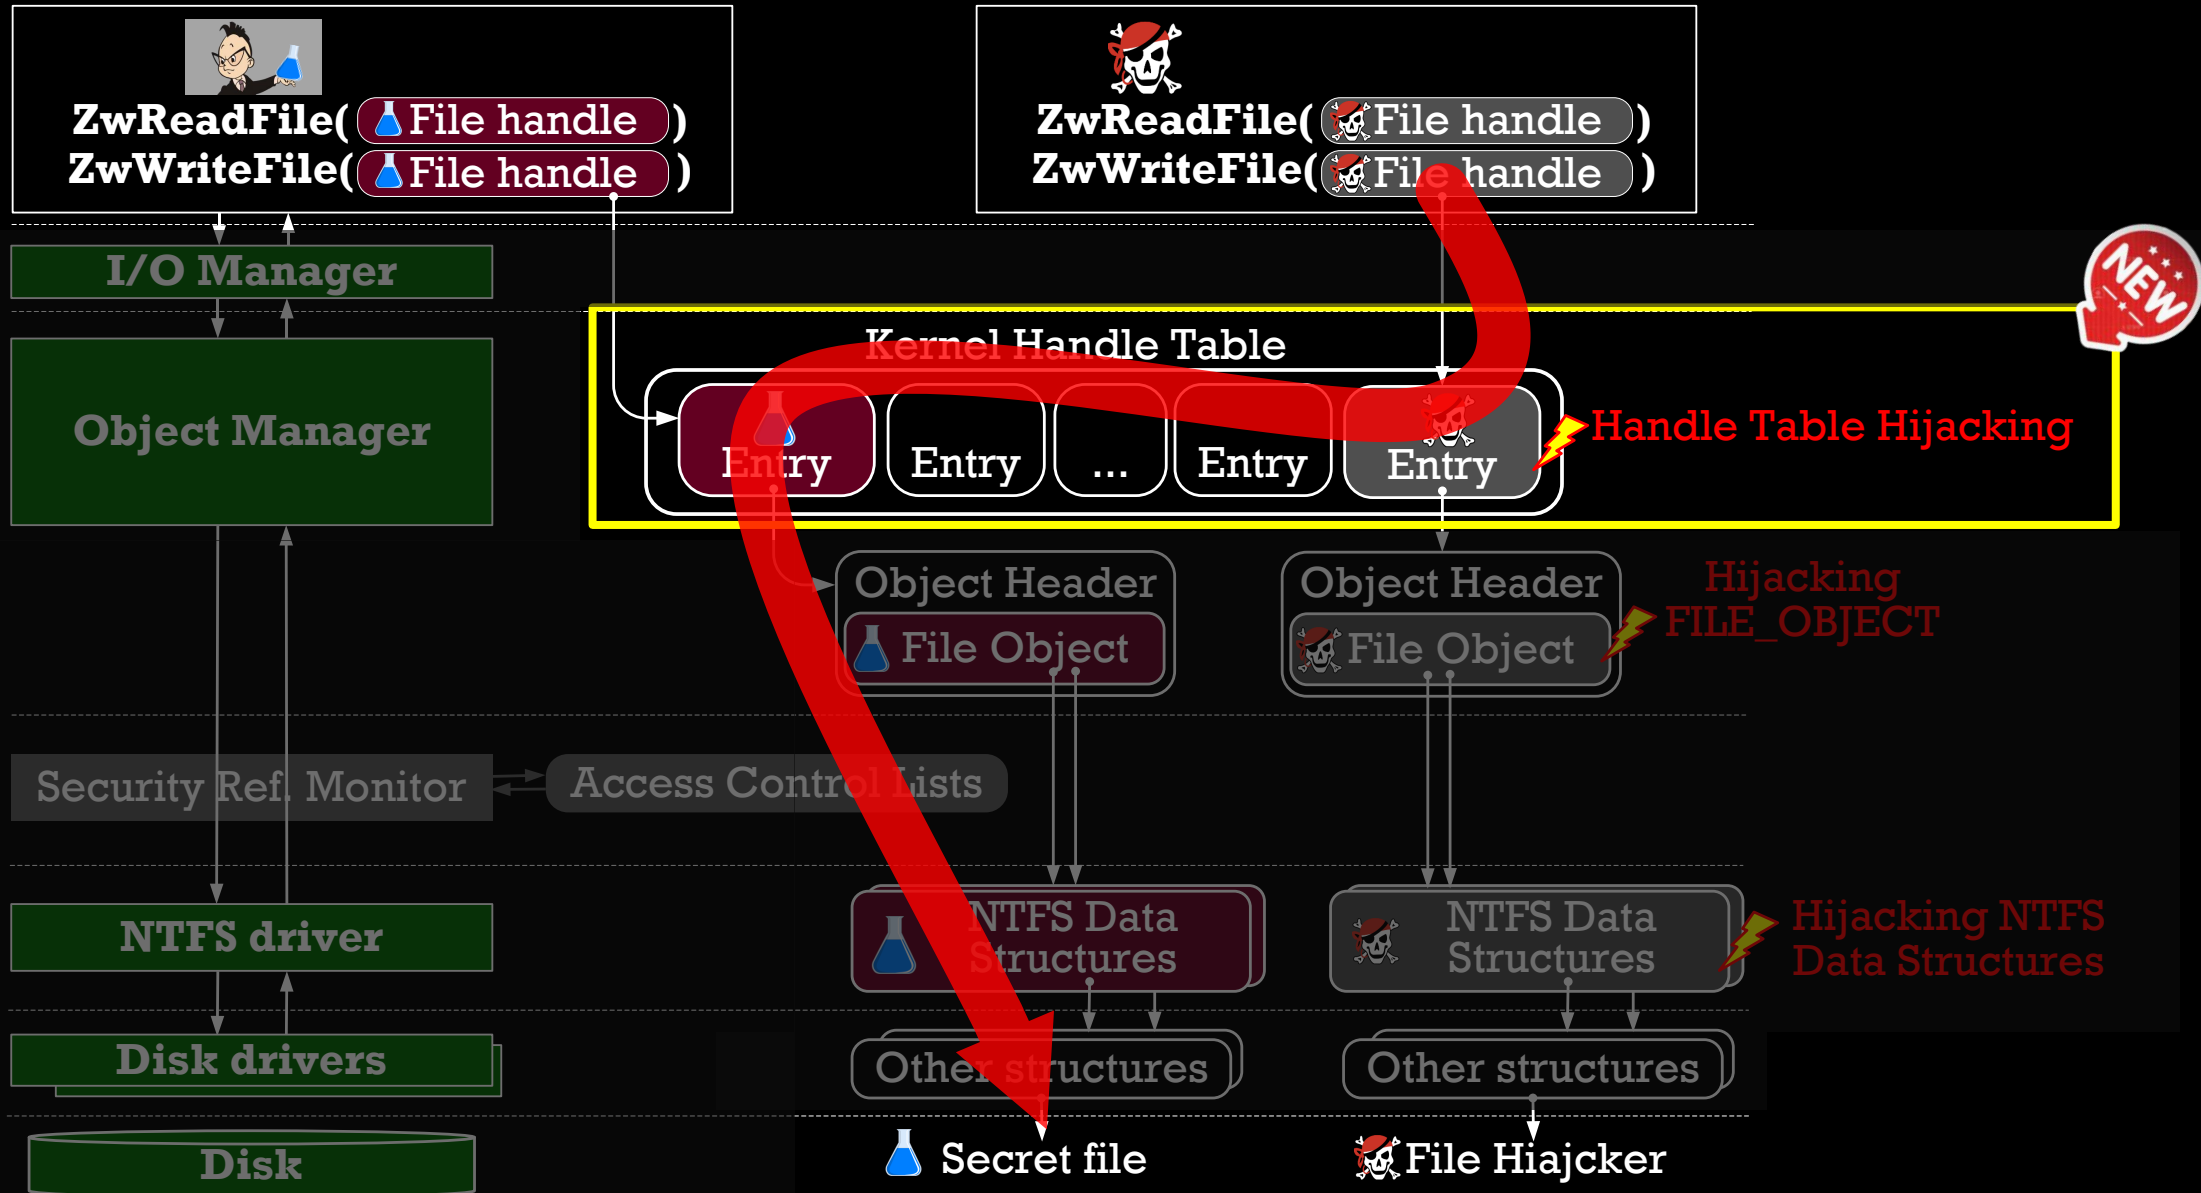 ZwReadFile( File handle )
ZwWriteFile( File handle )
ZwReadFile( File handle )
ZwWriteFile( File handle )
I/O Manager
NEW
Kernel Handle Table
Object Manager
Entry
Entry
...
Entry
Entry
Handle Table Hijacking
Object Header
File Object
Object Header
File Object
Hijacking
FILE_OBJECT
Security Ref. Monitor
Access Control Lists
NTFS driver
NTFS Data
Structures
NTFS Data
Structures
Hijacking NTFS
Data Structures
Disk drivers
Other structures
Other structures
Disk
Secret file
File Hiajcker